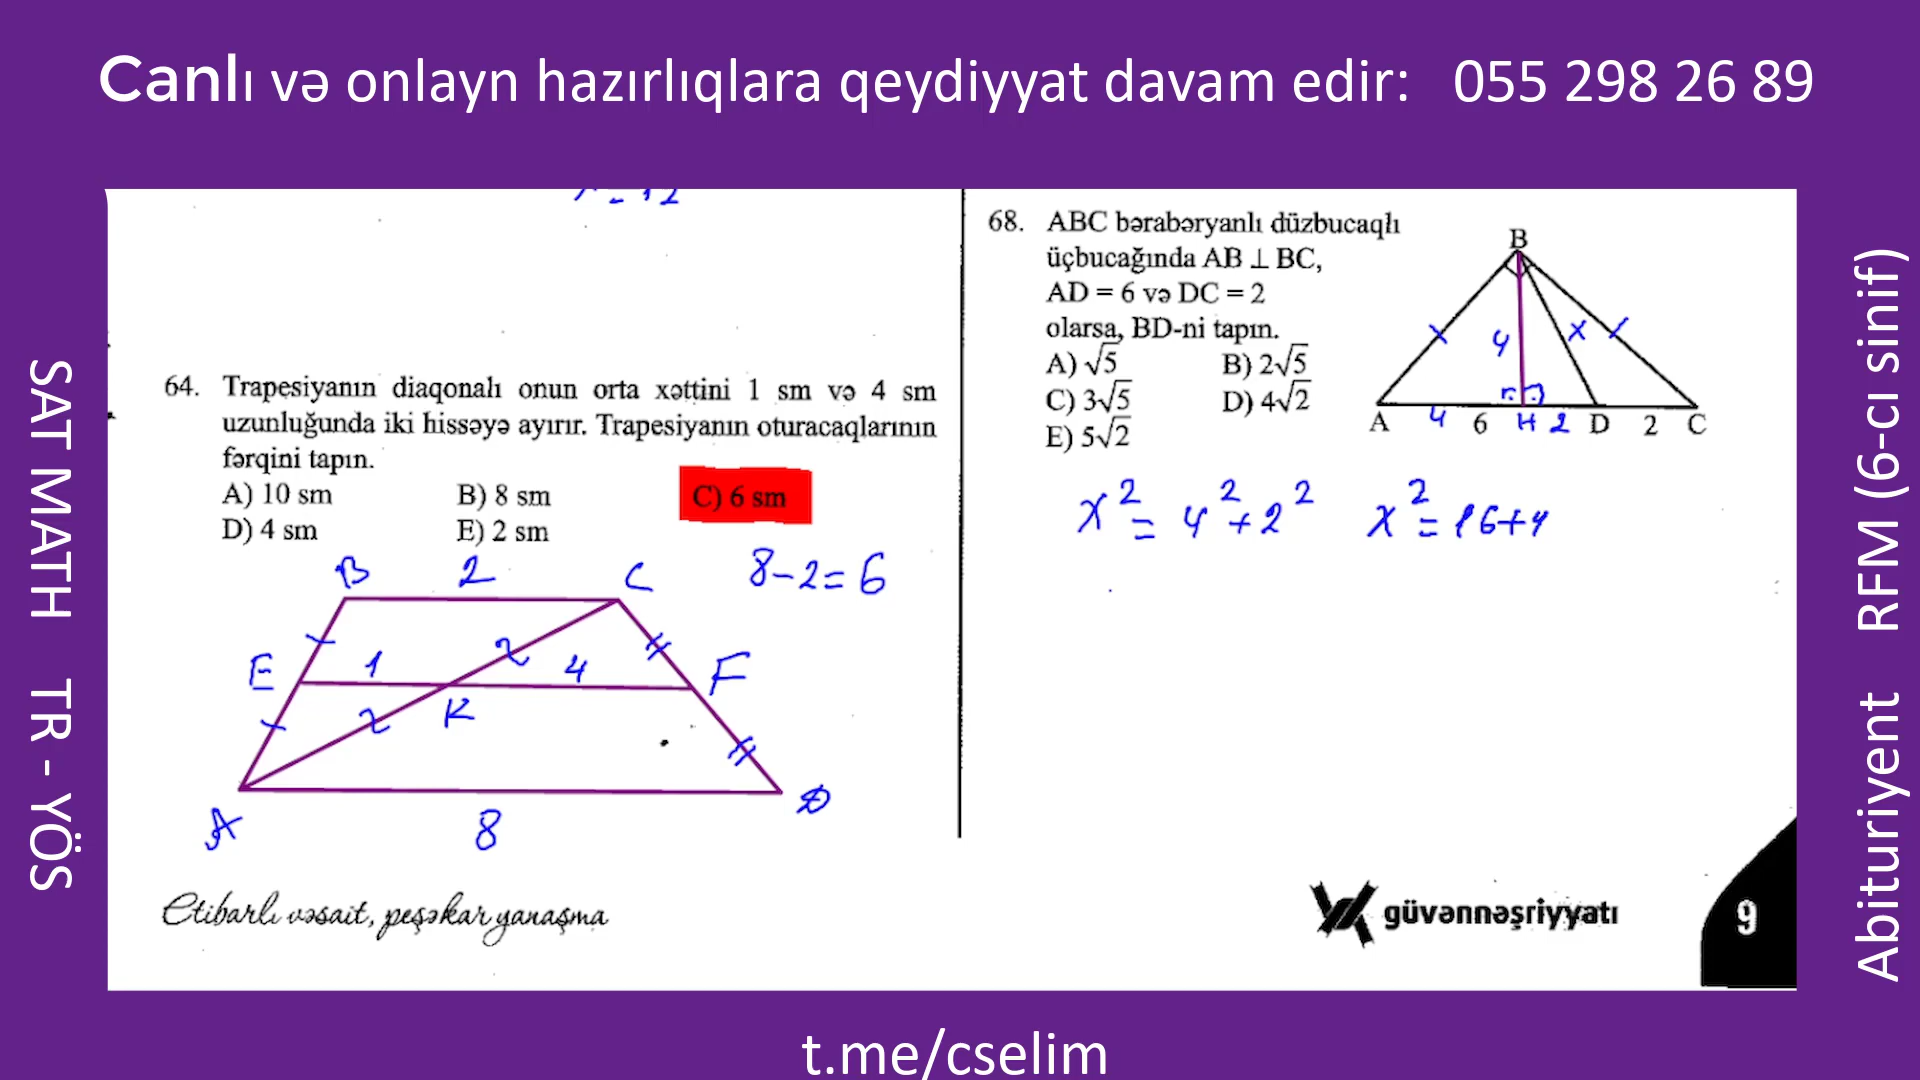 Canlı və onlayn hazırlıqlara qeydiyyat davam edir: 055 298 26 89
SAT MATH TR - YÖS
x = 12
64. Trapesiyanın diaqonalı onun orta xəttini 1 sm və 4 sm
uzunluğunda iki hissəyə ayırır. Trapesiyanın oturacaqlarının
fərqini tapın.
A) 10 sm B) 8 sm C) 6 sm
D) 4 sm E) 2 sm
8-2=6
B 2 C
E 1 2 4 F
2 K
A 8 D
Etibarlı vəsait, peşəkar yanaşma
68. ABC bərabəryanlı düzbucaqlı
üçbucağında AB ⊥ BC,
AD = 6 və DC = 2
olarsa, BD-ni tapın.
A) √5 B) 2√5
C) 3√5 D) 4√2
E) 5√2
B
4 x
A 4 6 H 2 D 2 C
x² = 4² + 2² x² = 16+4
güvənnəşriyyatı
9
Abituriyent RFM (6-cı sinif)
t.me/cselim